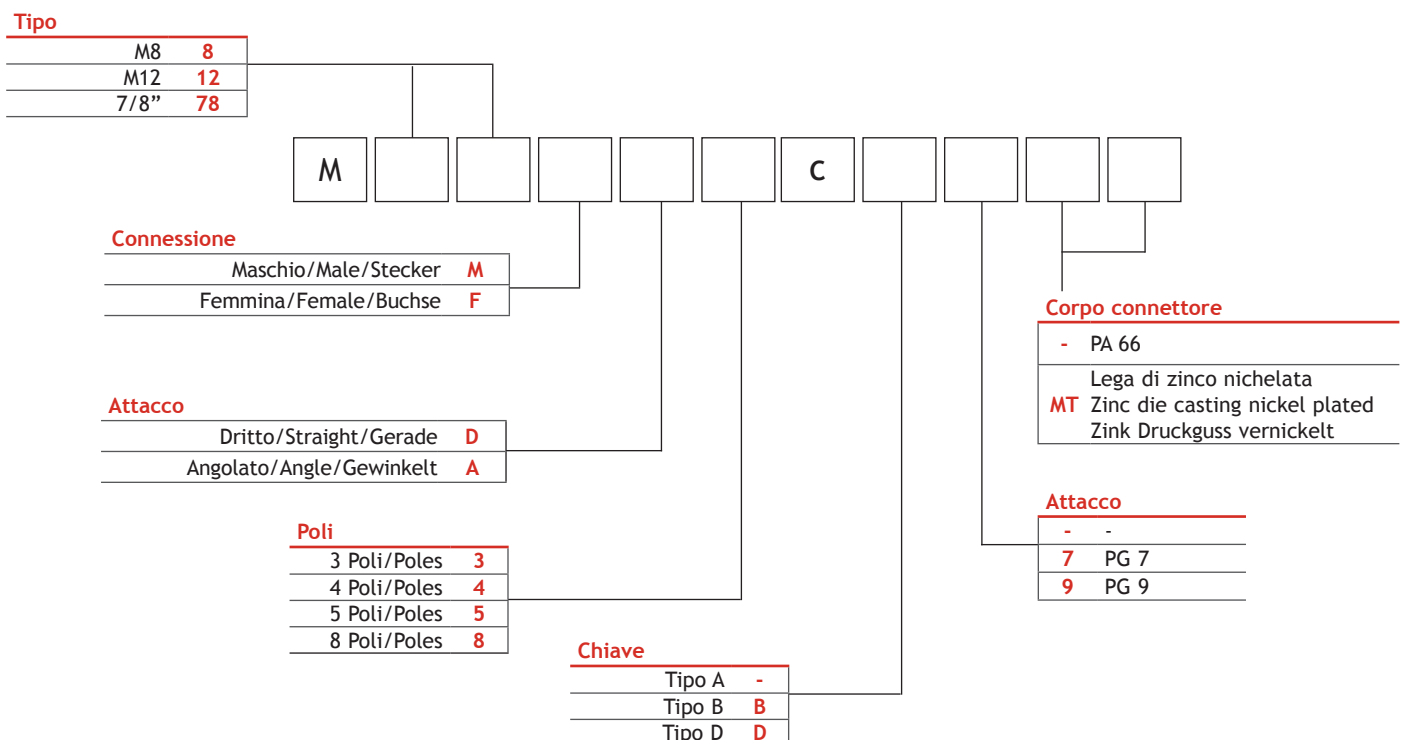 Tipo
M8 8
M12 12
7/8” 78
M C
Connessione
Maschio/Male/Stecker M
Femmina/Female/Buchse F
Corpo connettore
- PA 66
Lega di zinco nichelata
MT Zinc die casting nickel plated
Zink Druckguss vernickelt
Attacco
Dritto/Straight/Gerade D
Angolato/Angle/Gewinkelt A
Attacco
- -
7 PG 7
9 PG 9
Poli
3 Poli/Poles 3
4 Poli/Poles 4
5 Poli/Poles 5
8 Poli/Poles 8
Chiave
Tipo A -
Tipo B B
Tipo D D